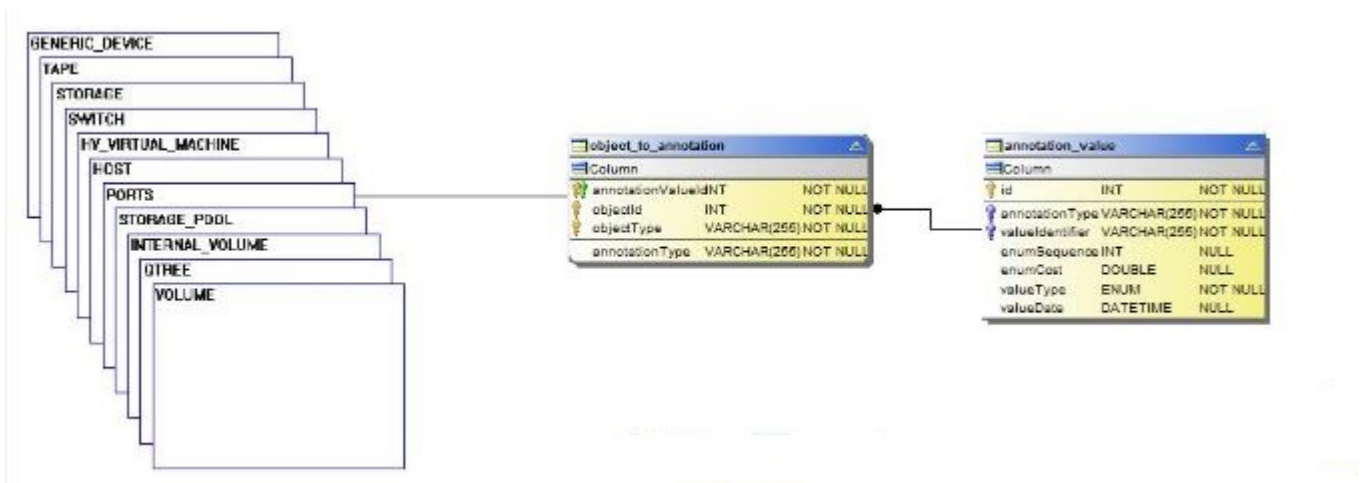 GENERIC_DEVICE
TAPE
STORAGE
SWITCH
HV_VIRTUAL_MACHINE
HOST
PORTS
STORAGE_POOL
INTERNAL_VOLUME
QTREE
VOLUME
object_to_annotation
Column
annotationValueId INT NOT NULL
objectId INT NOT NULL
objectType VARCHAR(255) NOT NULL
annotationType VARCHAR(255) NOT NULL
annotation_value
Column
id INT NOT NULL
annotationType VARCHAR(255) NOT NULL
valueIdentifier VARCHAR(255) NOT NULL
enumSequence INT NULL
enumCost DOUBLE NULL
valueType ENUM NOT NULL
valueDate DATETIME NULL